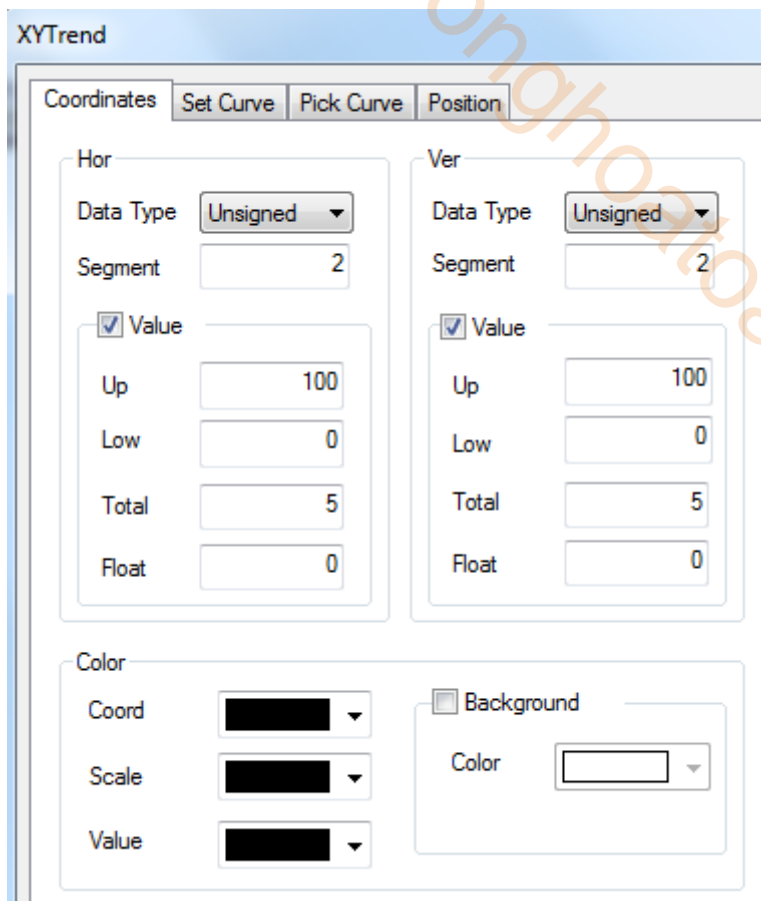 XYTrend
Coordinates Set Curve Pick Curve Position
Hor
Data Type Unsigned
Segment 2
Value
Up 100
Low 0
Total 5
Float 0
Ver
Data Type Unsigned
Segment 2
Value
Up 100
Low 0
Total 5
Float 0
Color
Coord
Scale
Value
Background
Color